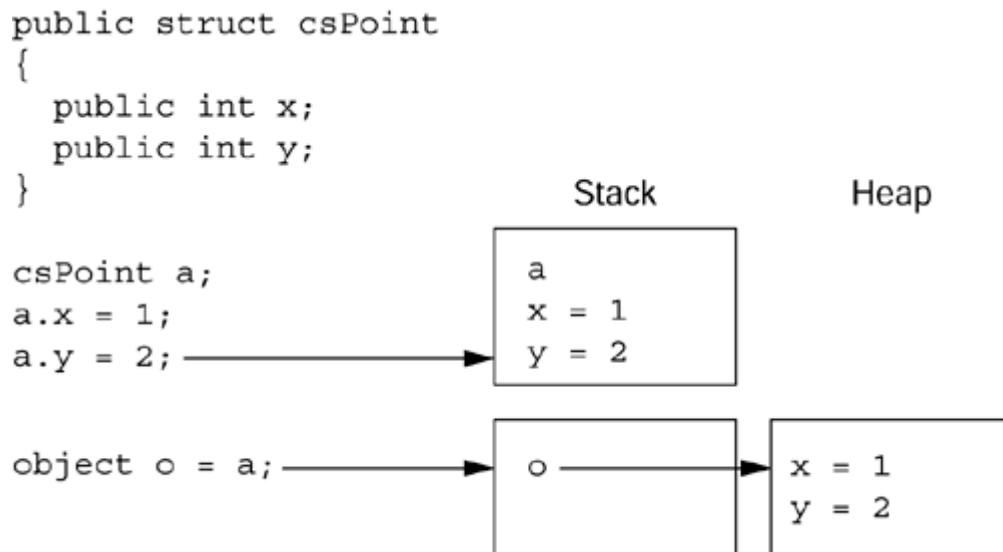 public struct csPoint
{
  public int x;
  public int y;
}
Stack Heap
csPoint a;
a.x = 1;
a.y = 2;
a
x = 1
y = 2
object o = a;
o
x = 1
y = 2